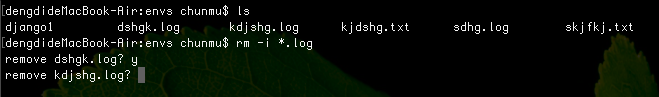 [dengdideMacBook-Air:envs chunmu$ ls
django1 dshgk.log kdjshg.log kjdshg.txt sdhg.log skjfkj.txt
[dengdideMacBook-Air:envs chunmu$ rm -i *.log
remove dshgk.log? y
remove kdjshg.log?